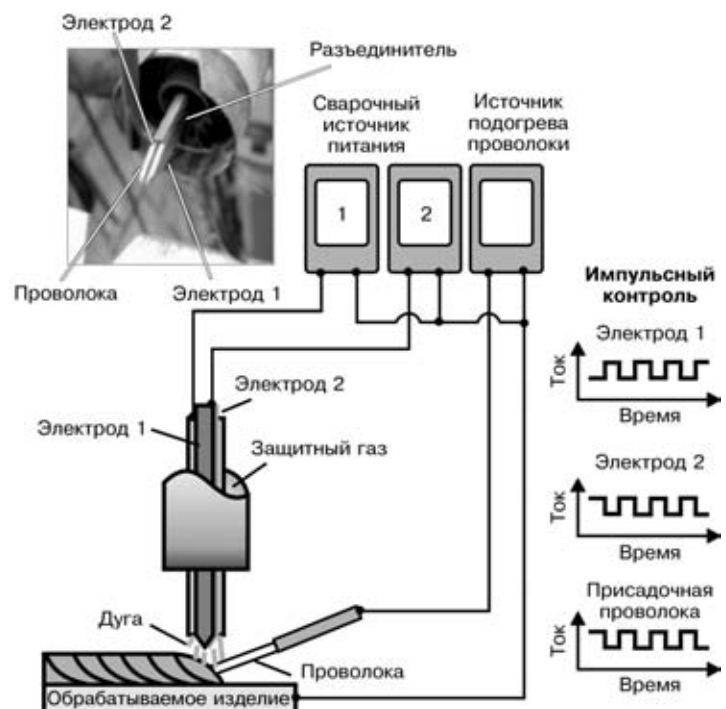 Электрод 2
Разъединитель
Сварочный
источник
питания
Источник
подогрева
проволоки
1
2
Проволока
Электрод 1
Импульсный
контроль
Электрод 1
Ток
Время
Электрод 2
Электрод 1
Защитный газ
Электрод 2
Ток
Время
Дуга
Проволока
Присадочная
проволока
Ток
Время
Обрабатываемое изделие